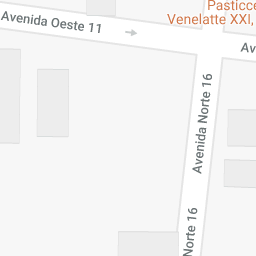 Pasticce
Venelatte XXI,
Avenida Oeste 11
Av
Avenida Norte 16
Norte 16